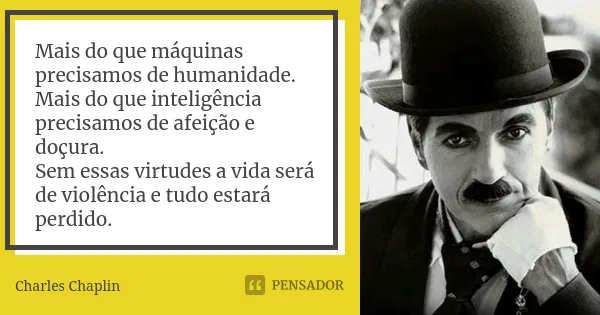 Mais do que máquinas
precisamos de humanidade.
Mais do que inteligência
precisamos de afeição e
doçura.
Sem essas virtudes a vida será
de violência e tudo estará
perdido.
Charles Chaplin
PENSADOR